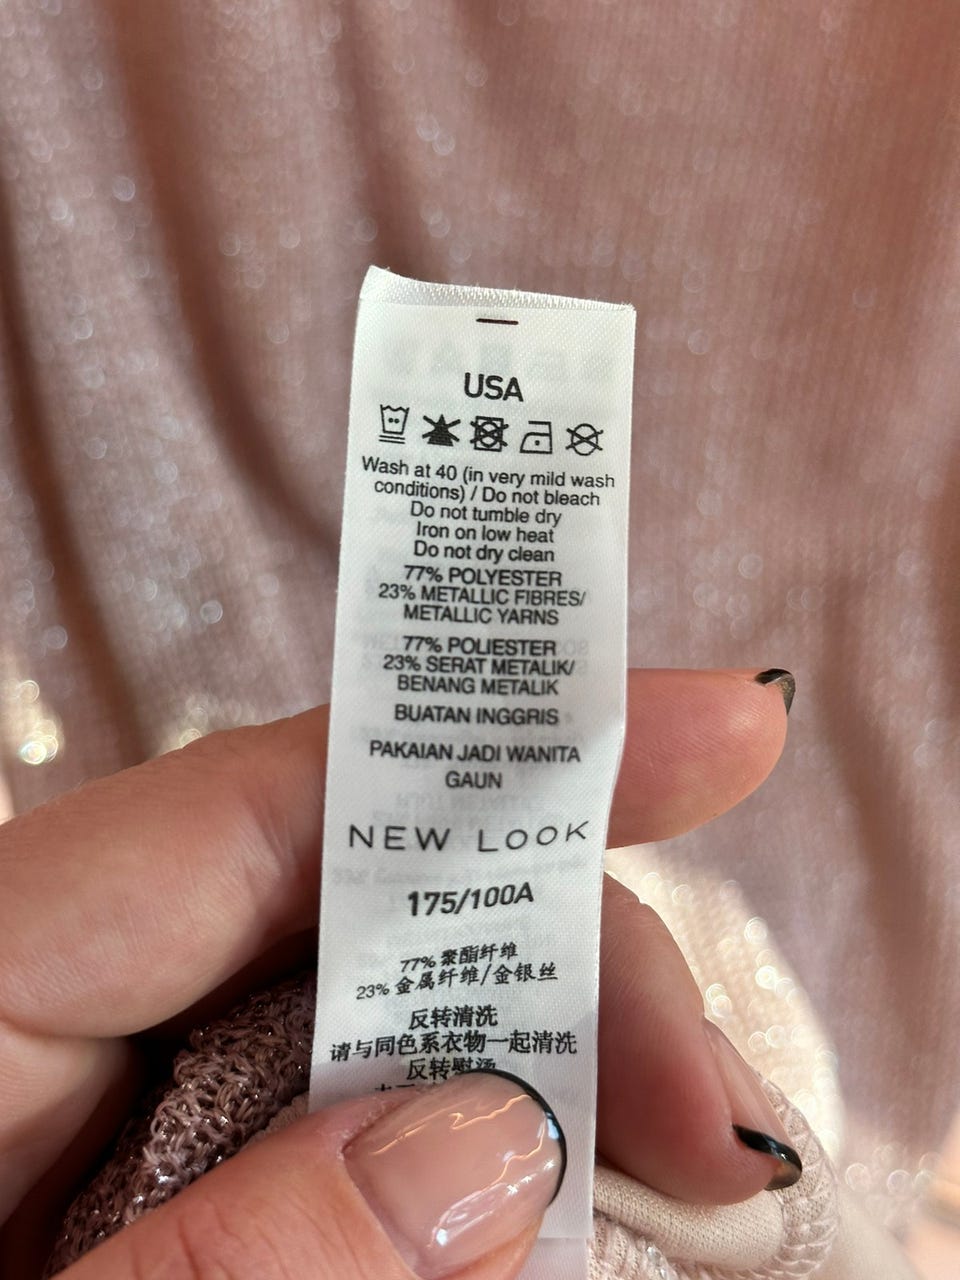 USA
Wash at 40 (in very mild wash
conditions) / Do not bleach
Do not tumble dry
Iron on low heat
Do not dry clean
77% POLYESTER
23% METALLIC FIBRES/
METALLIC YARNS
77% POLIESTER
23% SERAT METALIK/
BENANG METALIK
BUATAN INGGRIS
PAKAIAN JADI WANITA
GAUN
NEW LOOK
175/100A
77% 聚酯纤维
23% 金属纤维/金银丝
反转清洗
请与同色系衣物一起清洗
反转熨烫